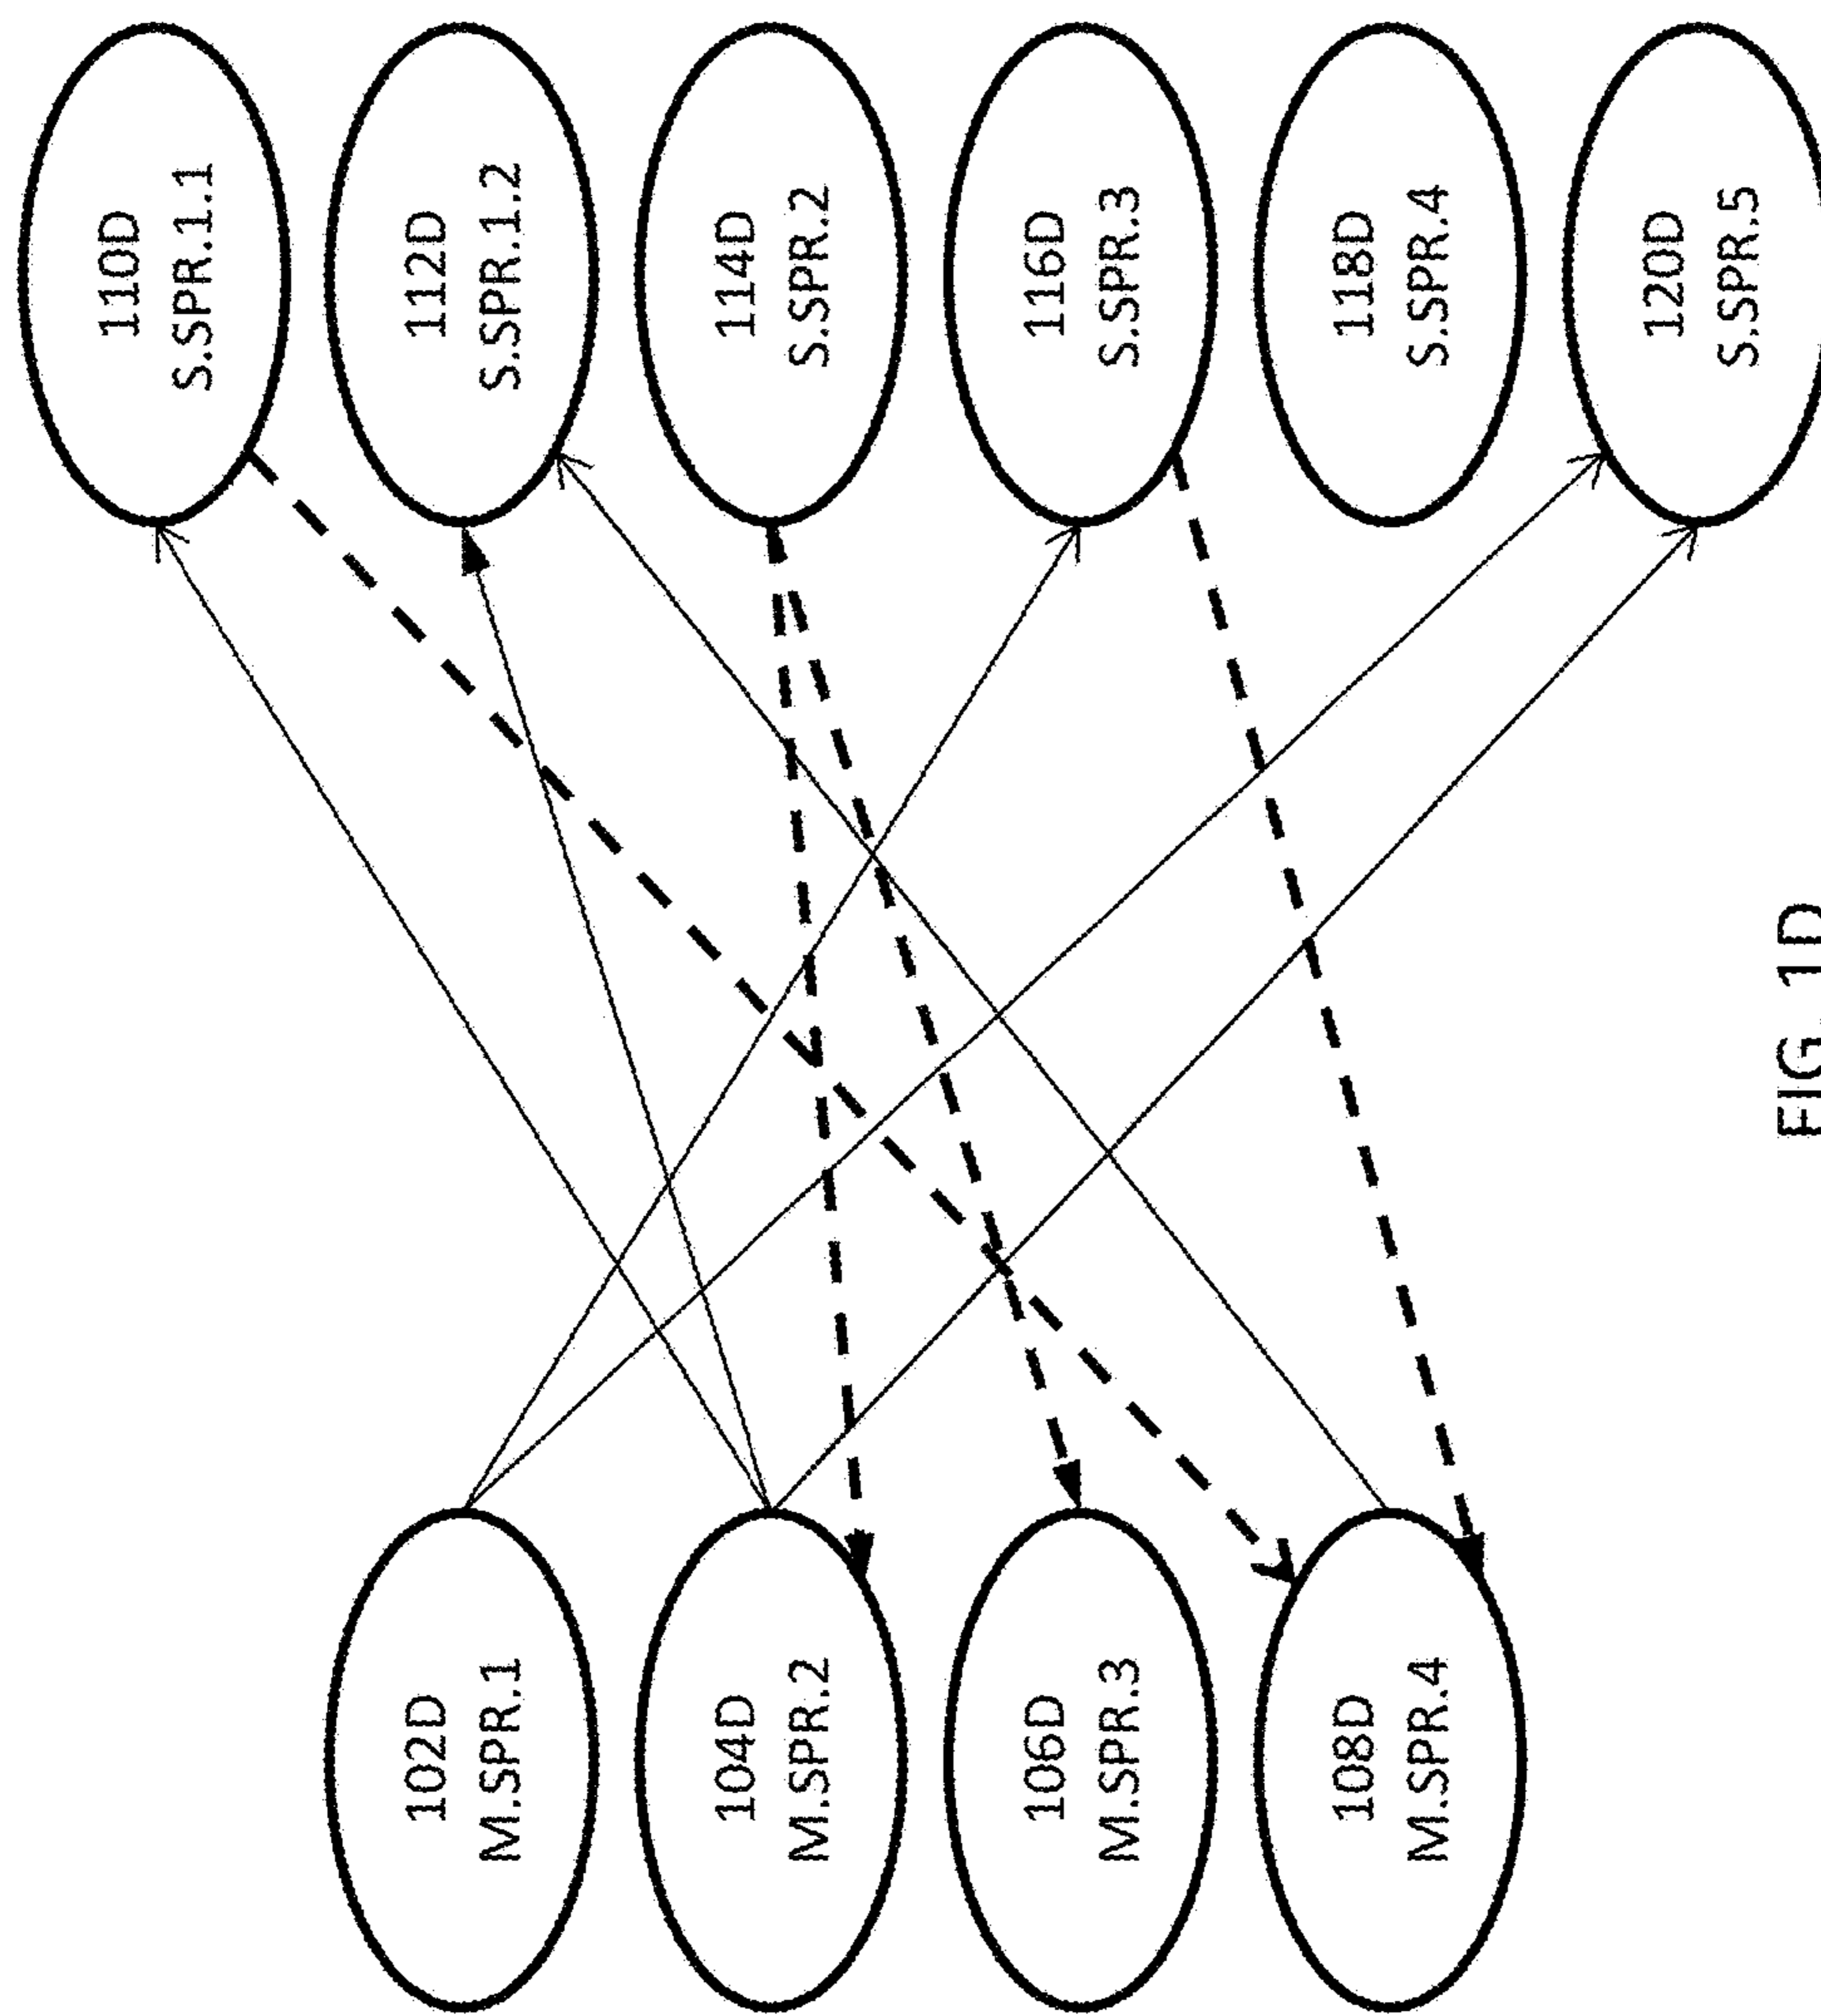 102D
M.SPR.1
104D
M.SPR.2
106D
M.SPR.3
108D
M.SPR.4
110D
S.SPR.1.1
112D
S.SPR.1.2
114D
S.SPR.2
116D
S.SPR.3
118D
S.SPR.4
120D
S.SPR.5
FIG. 1D